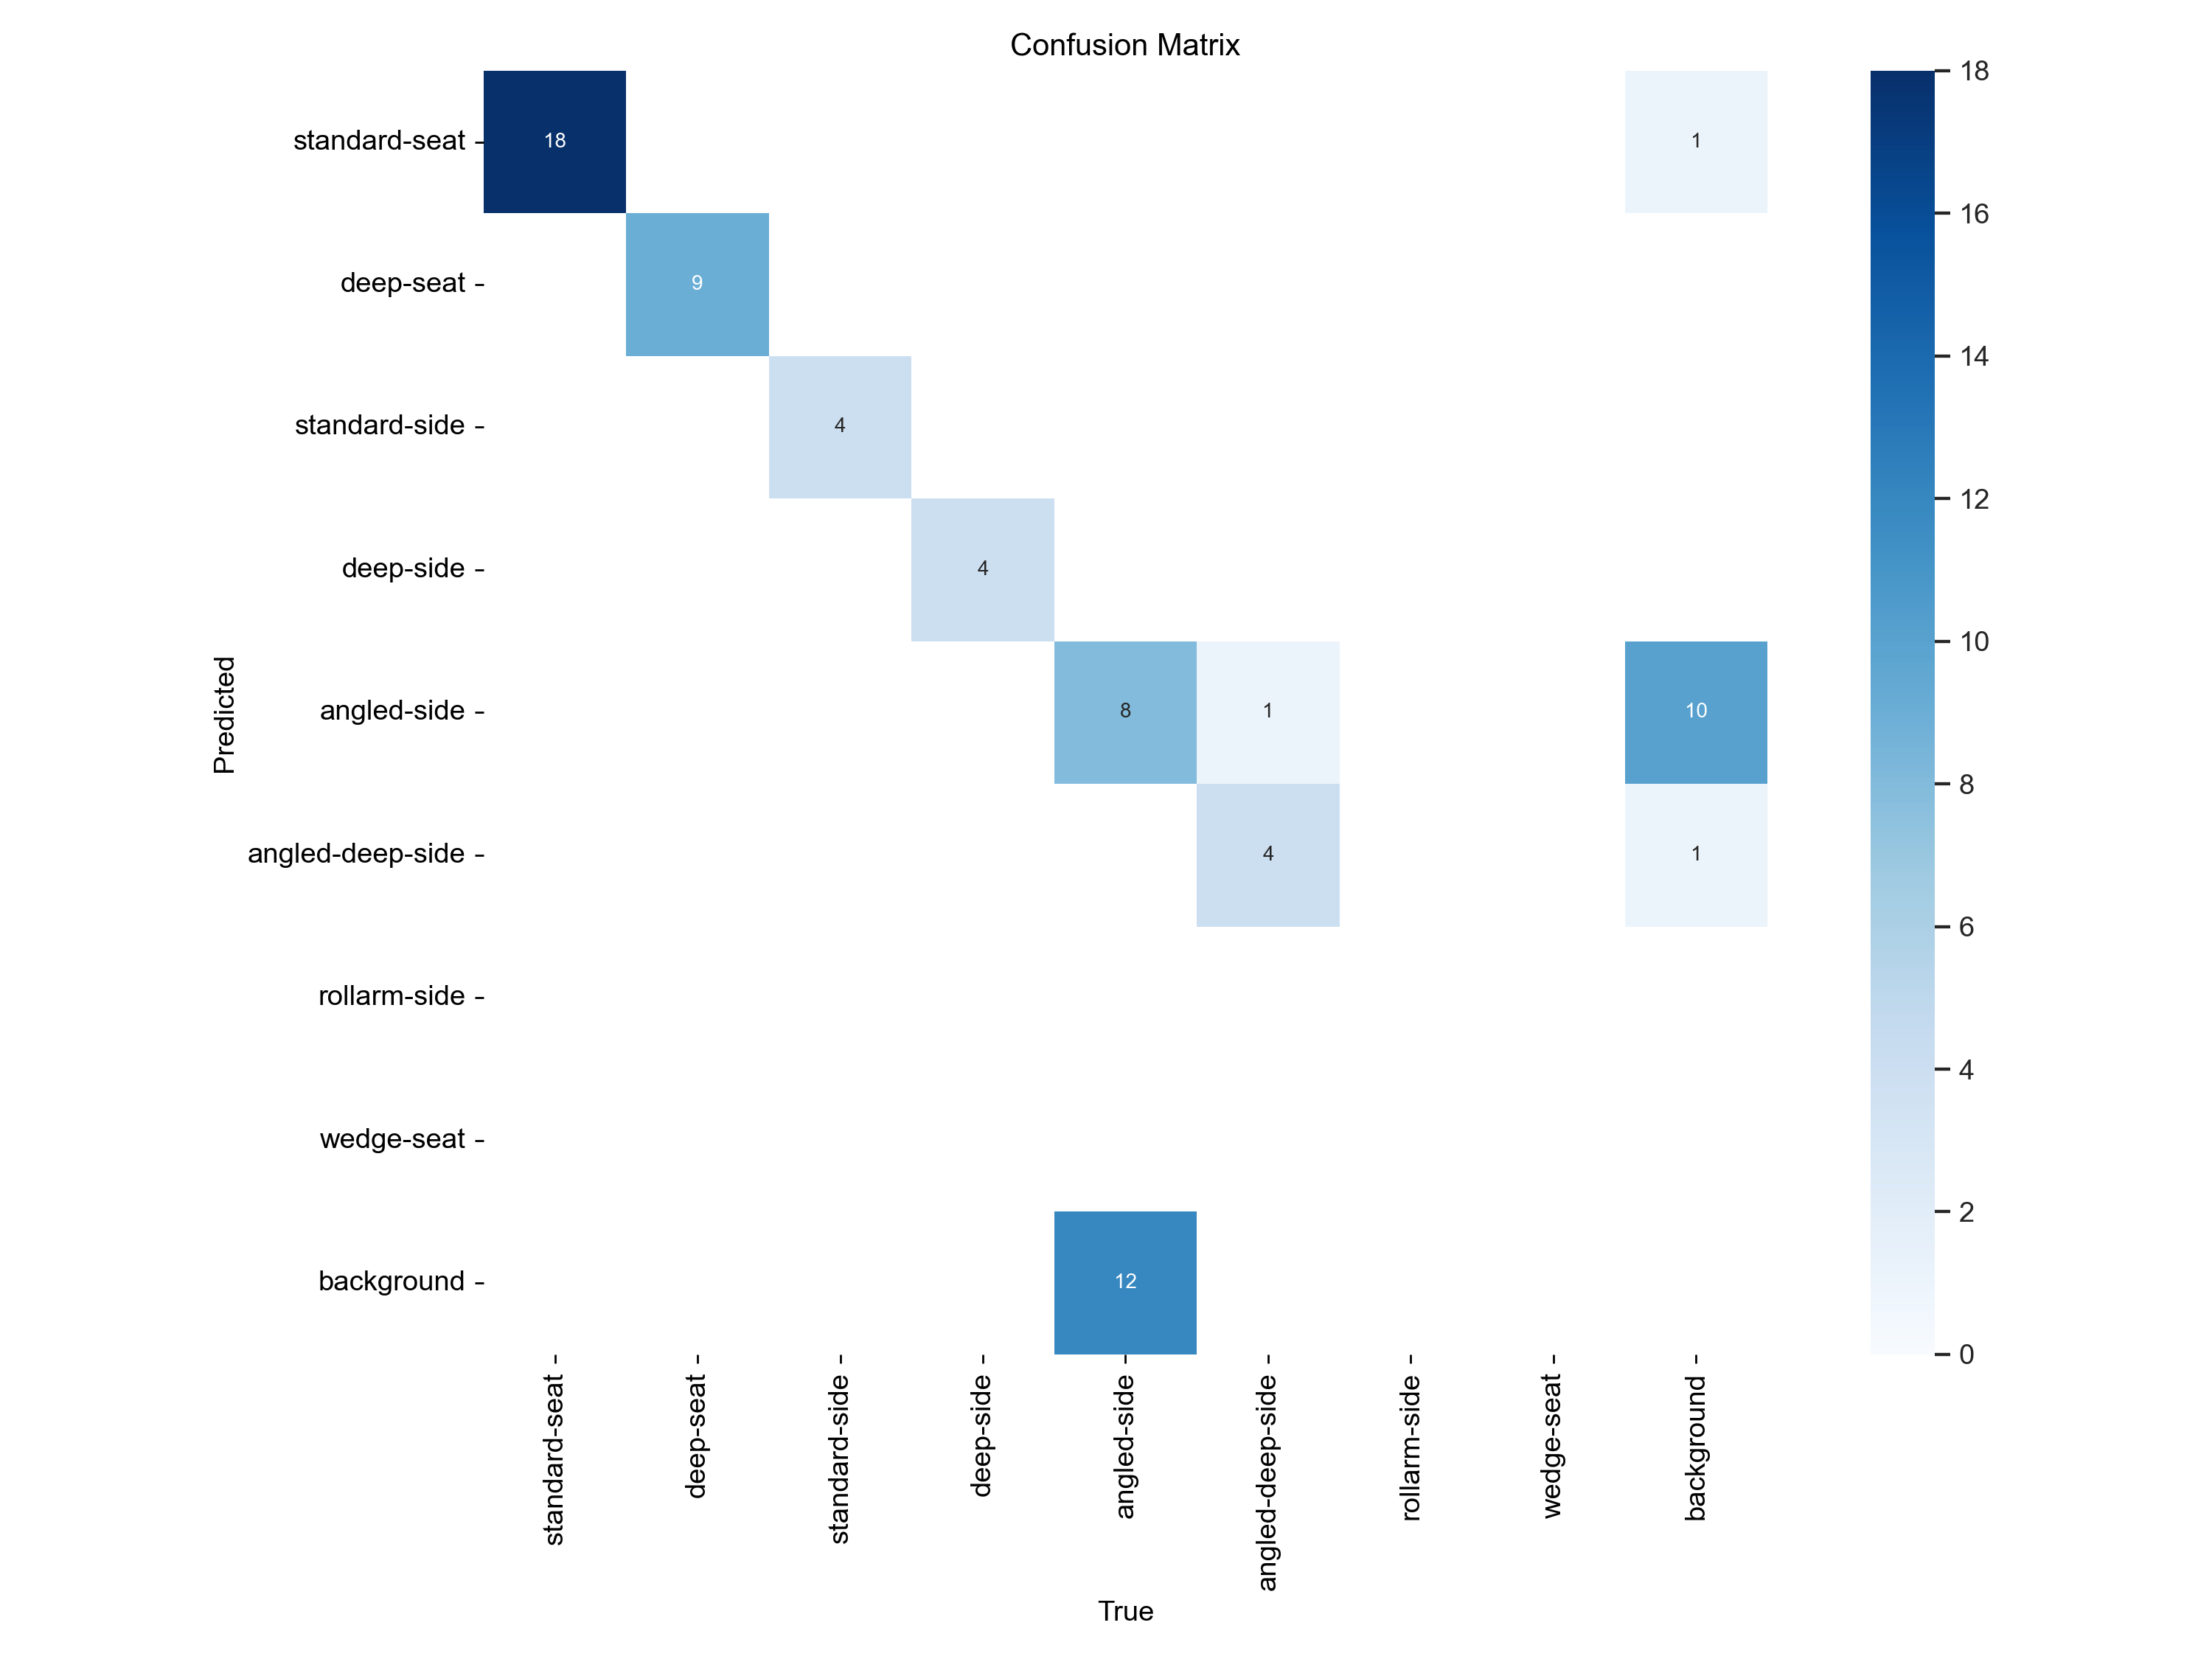 Confusion Matrix
standard-seat
18
1
deep-seat
9
standard-side
4
deep-side
4
angled-side
8
1
10
angled-deep-side
4
1
rollarm-side
wedge-seat
background
12
Predicted
standard-seat
deep-seat
standard-side
deep-side
angled-side
angled-deep-side
rollarm-side
wedge-seat
background
True
18
16
14
12
10
8
6
4
2
0